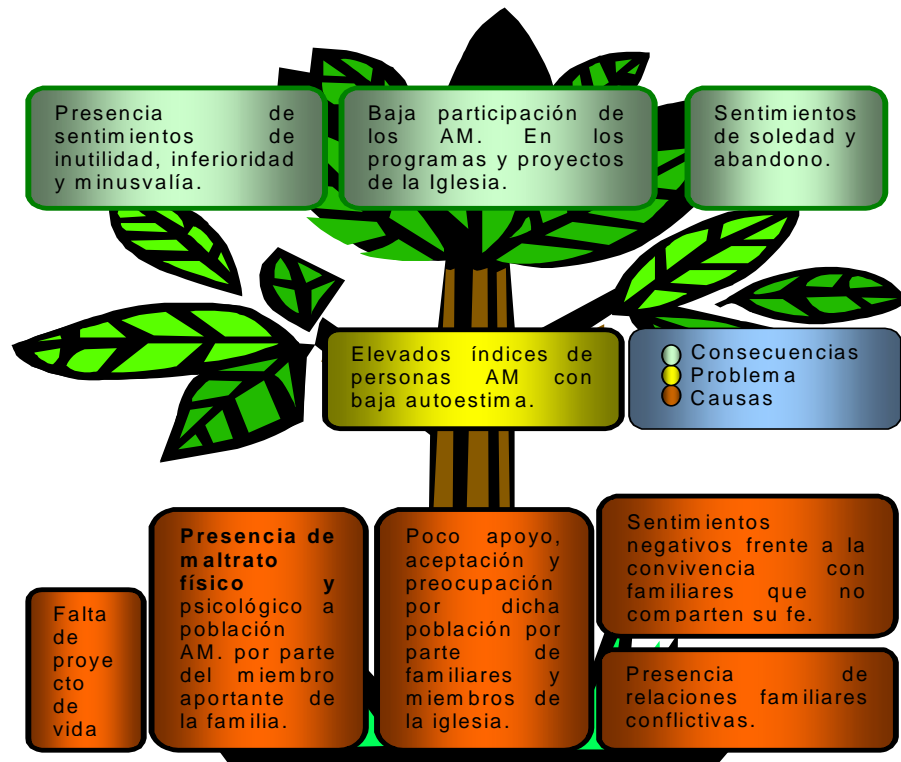 Presencia de
sentimientos de
inutilidad, inferioridad
y minusvalía.
Baja participación de
los AM. En los
programas y proyectos
de la Iglesia.
Sentimientos
de soledad y
abandono.
Elevados índices de
personas AM con
baja autoestima.
Consecuencias
Problema
Causas
Falta
de
proye
cto
de
vida
Presencia de
maltrato
físico y
psicológico a
población
AM. por parte
del miembro
aportante de
la familia.
Poco apoyo,
aceptación y
preocupación
por dicha
población por
parte de
familiares y
miembros de
la iglesia.
Sentimientos
negativos frente a la
convivencia con
familiares que no
comparten su fe.
Presencia de
relaciones familiares
conflictivas.